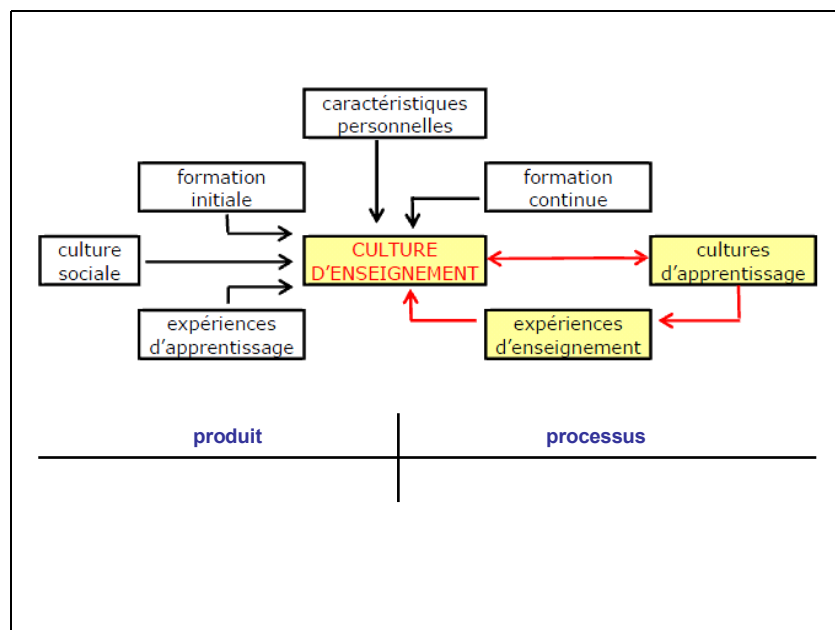 caractéristiques
personnelles
formation
initiale
formation
continue
culture
sociale
CULTURE
D’ENSEIGNEMENT
cultures
d’apprentissage
expériences
d’apprentissage
expériences
d’enseignement
produit
processus